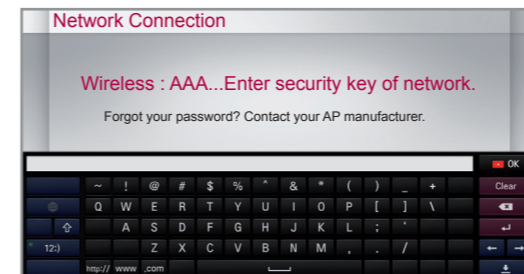 Network Connection
Wireless : AAA...Enter security key of network.
Forgot your password? Contact your AP manufacturer.
OK
~ ! @ # $ % ^ & * ( ) _ + Clear
Q W E R T Y U I O P [ ] \
A S D F G H J K L ; '
12:) Z X C V B N M , . /
http:// www .com